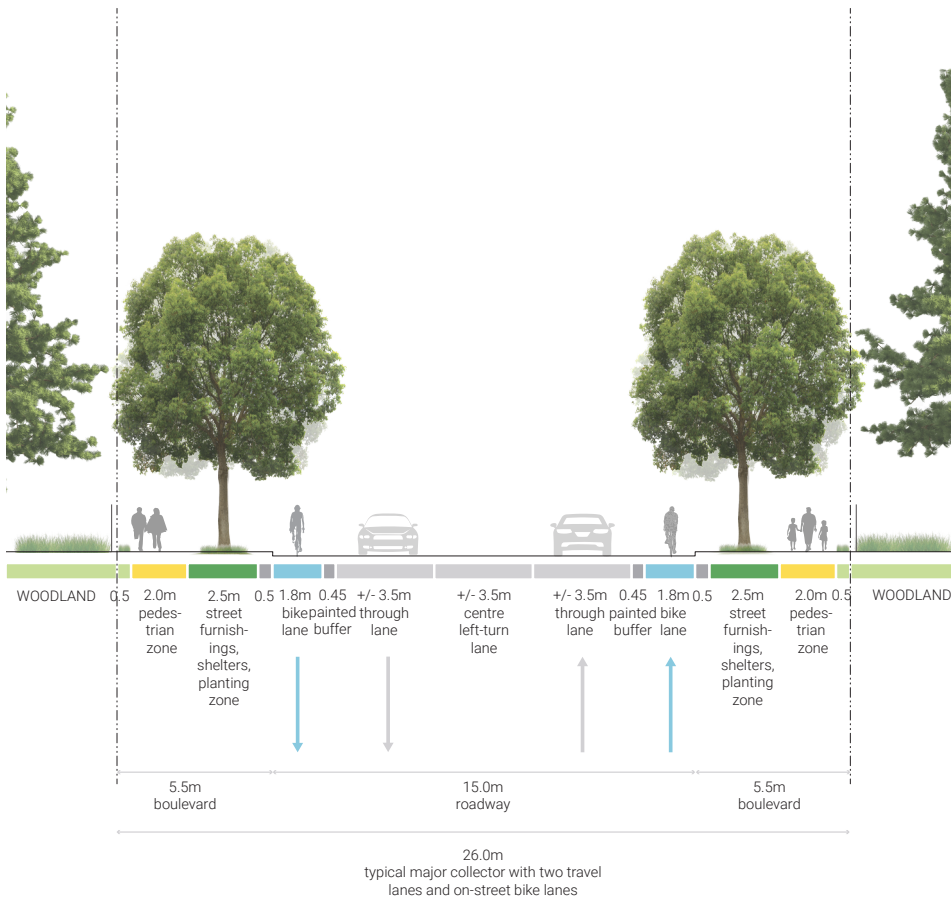 WOODLAND
0.5
2.0m
pedes-
trian
zone
2.5m
street
furnish-
ings,
shelters,
planting
zone
0.5
1.8m
bike
lane
0.45
painted
buffer
+/- 3.5m
through
lane
+/- 3.5m
centre
left-turn
lane
+/- 3.5m
through
lane
0.45
painted
buffer
1.8m
bike
lane
0.5
2.5m
street
furnish-
ings,
shelters,
planting
zone
2.0m
pedes-
trian
zone
0.5
WOODLAND
5.5m
boulevard
15.0m
roadway
5.5m
boulevard
26.0m
typical major collector with two travel
lanes and on-street bike lanes